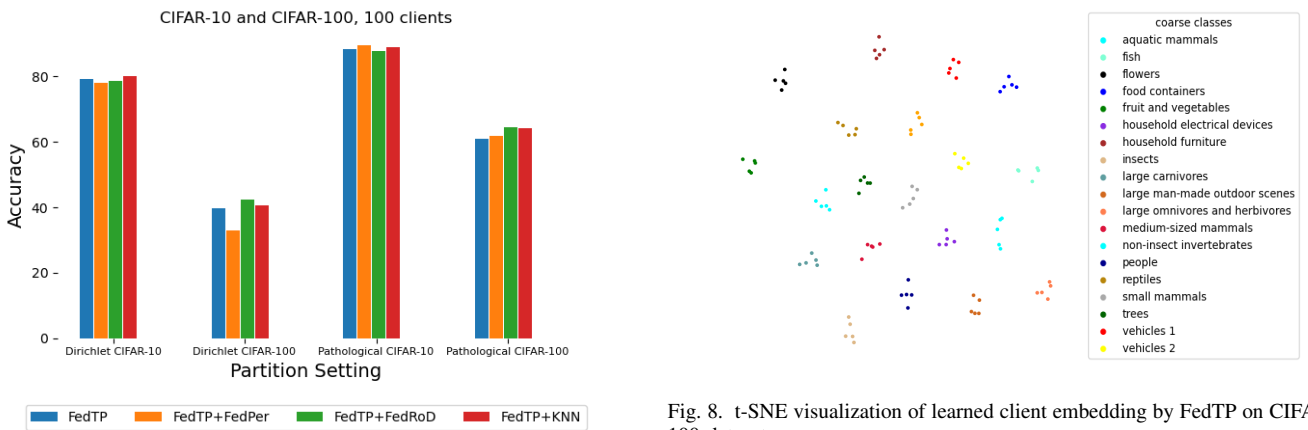 CIFAR-10 and CIFAR-100, 100 clients
Accuracy
80
60
40
20
0
Dirichlet CIFAR-10 Dirichlet CIFAR-100 Pathological CIFAR-10 Pathological CIFAR-100
Partition Setting
FedTP FedTP+FedPer FedTP+FedRoD FedTP+KNN
coarse classes
aquatic mammals
fish
flowers
food containers
fruit and vegetables
household electrical devices
household furniture
insects
large carnivores
large man-made outdoor scenes
large omnivores and herbivores
medium-sized mammals
non-insect invertebrates
people
reptiles
small mammals
trees
vehicles 1
vehicles 2
Fig. 8. t-SNE visualization of learned client embedding by FedTP on CIFA